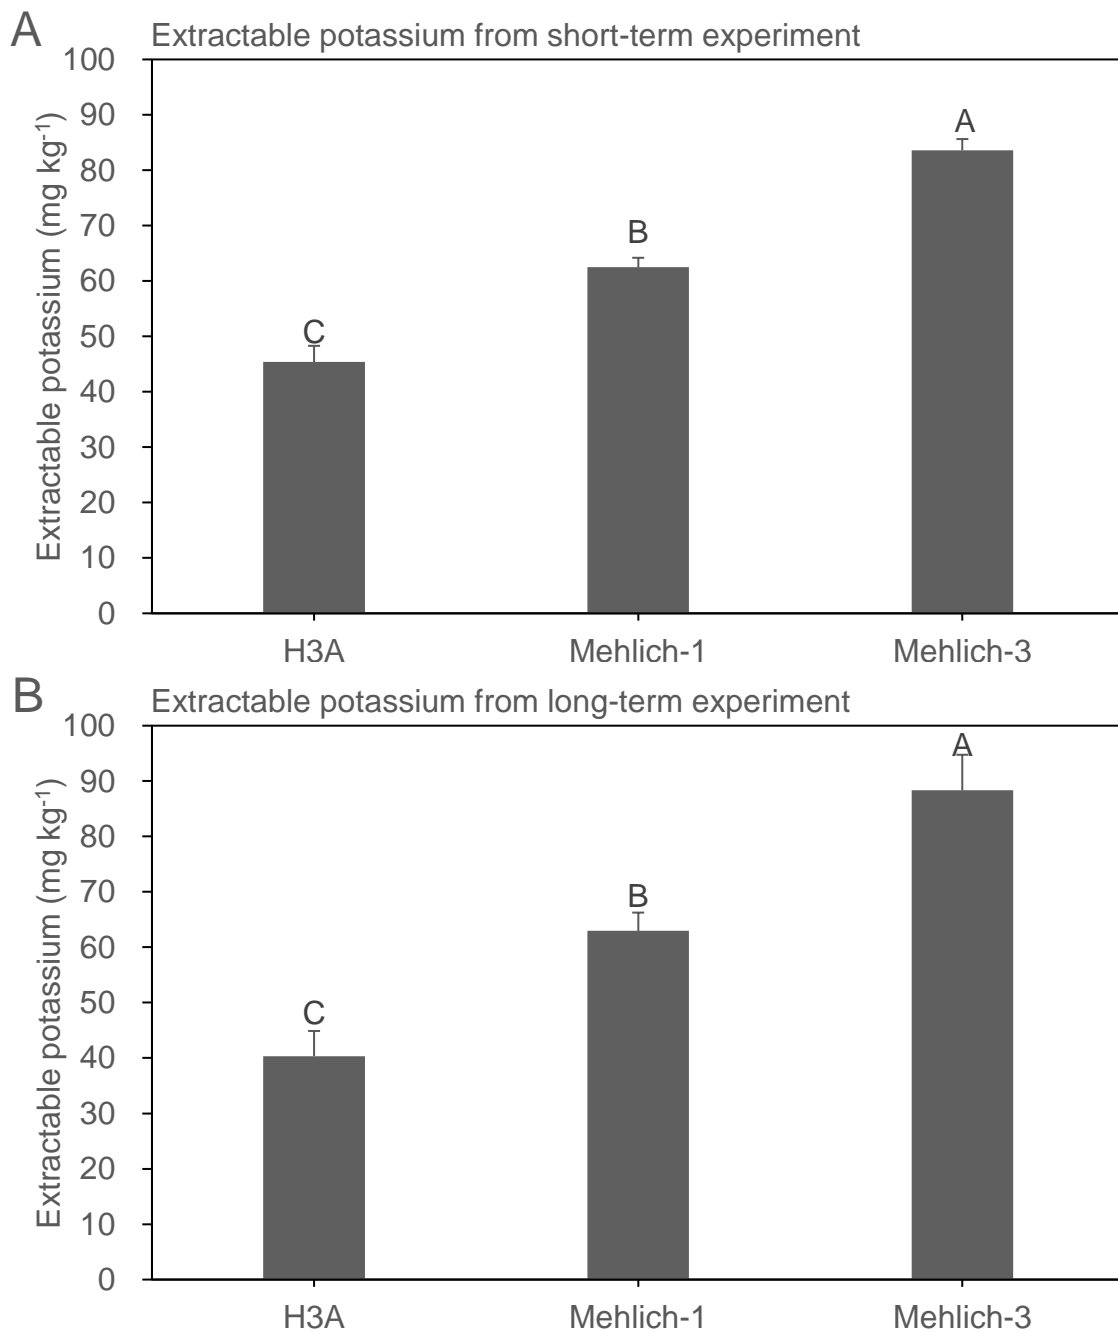 A
Extractable potassium from short-term experiment
Extractable potassium (mg kg⁻¹)
100
90
80
70
60
50
40
30
20
10
0
C
B
A
H3A
Mehlich-1
Mehlich-3
B
Extractable potassium from long-term experiment
Extractable potassium (mg kg⁻¹)
100
90
80
70
60
50
40
30
20
10
0
C
B
A
H3A
Mehlich-1
Mehlich-3